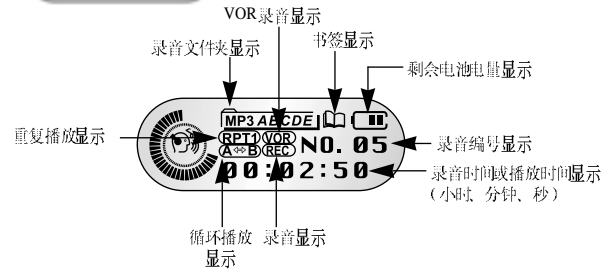 VOR录音显示
书签显示
录音文件夹显示
剩余电池电量显示
MP3 ABCDE
重复播放显示
RPT1 VOR
NO. 05
录音编号显示
A⇔B REC
00:02:50
录音时间或播放时间显示
(小时、分钟、秒)
循环播放显示
录音显示